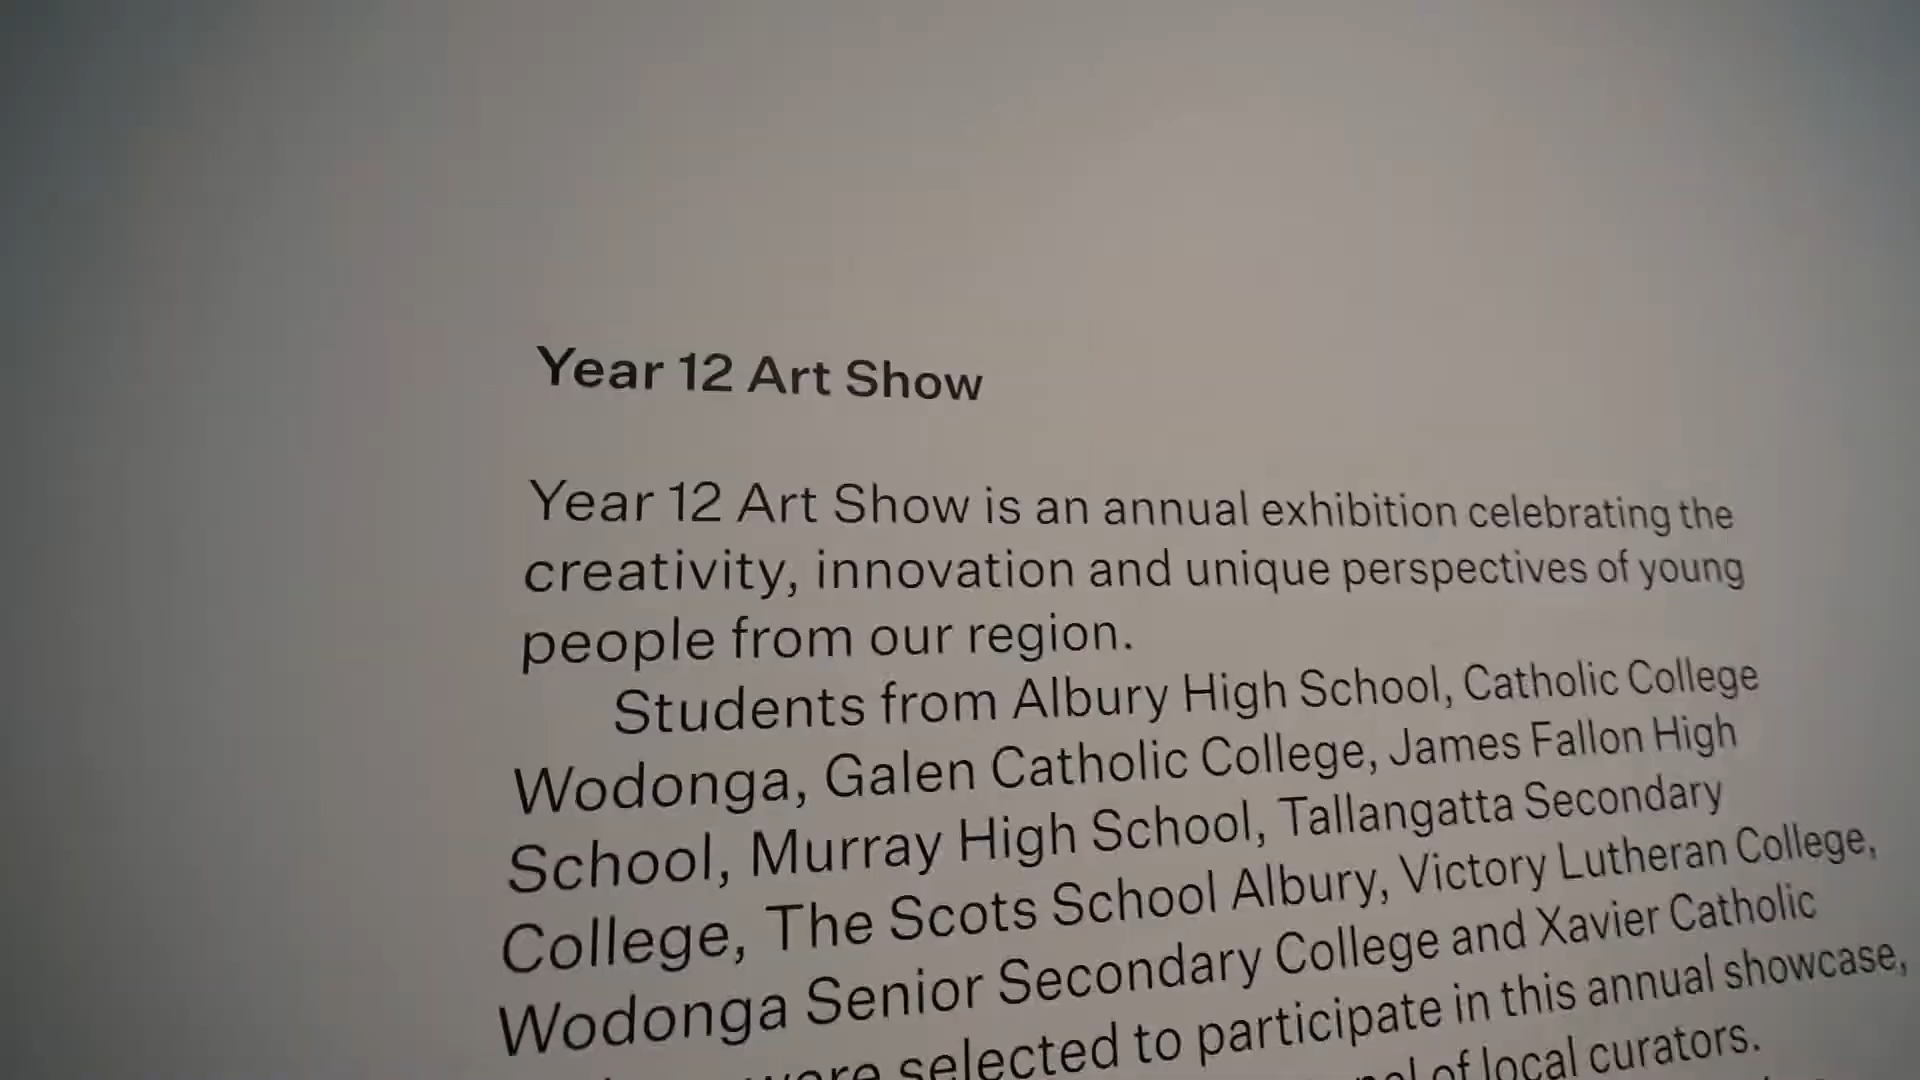 Year 12 Art Show
Year 12 Art Show is an annual exhibition celebrating the
creativity, innovation and unique perspectives of young
people from our region.
Students from Albury High School, Catholic College
Wodonga, Galen Catholic College, James Fallon High
School, Murray High School, Tallangatta Secondary
College, The Scots School Albury, Victory Lutheran College,
Wodonga Senior Secondary College and Xavier Catholic
were selected to participate in this annual showcase,
of local curators.